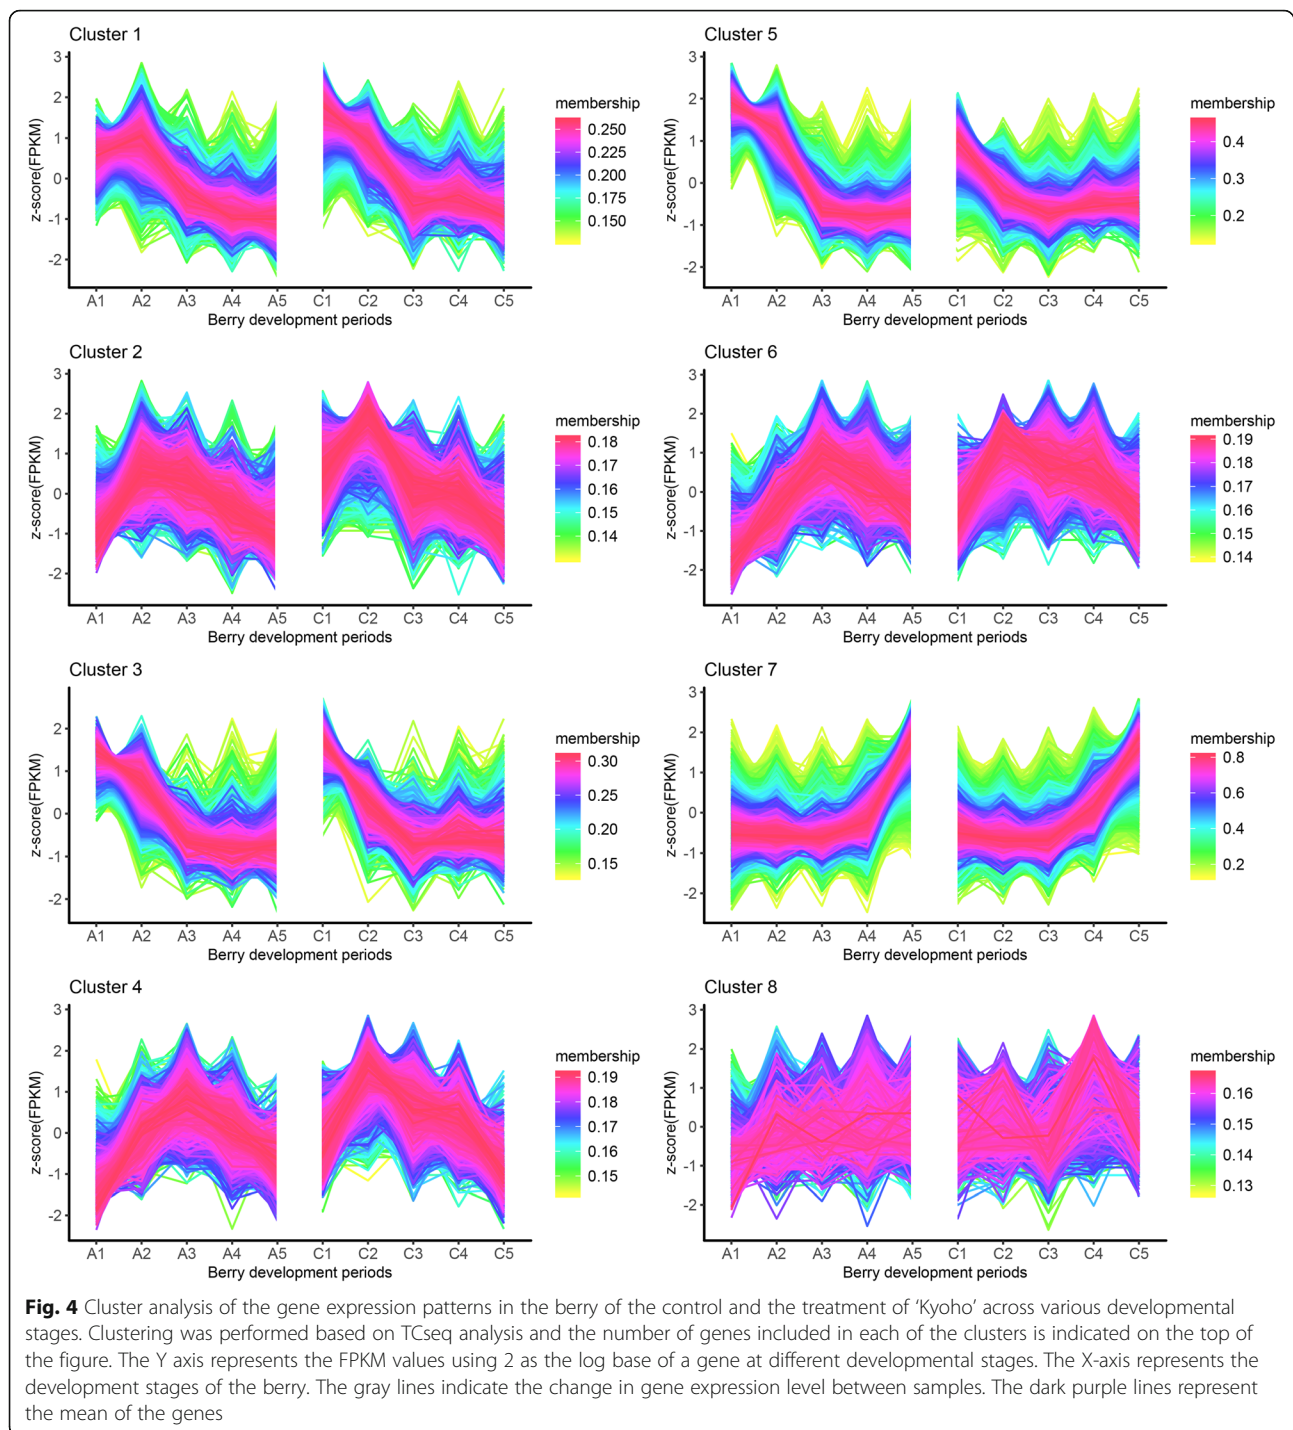 Cluster 1
3
2
1
0
-1
-2
z-score(FPKM)
A1 A2 A3 A4 A5 C1 C2 C3 C4 C5
Berry development periods
membership
0.250
0.225
0.200
0.175
0.150
Cluster 5
3
2
1
0
-1
-2
z-score(FPKM)
A1 A2 A3 A4 A5 C1 C2 C3 C4 C5
Berry development periods
membership
0.4
0.3
0.2
Cluster 2
3
2
1
0
-1
-2
z-score(FPKM)
A1 A2 A3 A4 A5 C1 C2 C3 C4 C5
Berry development periods
membership
0.18
0.17
0.16
0.14
Cluster 6
3
2
1
0
-1
-2
z-score(FPKM)
A1 A2 A3 A4 A5 C1 C2 C3 C4 C5
Berry development periods
membership
0.19
0.18
0.17
0.16
0.15
0.14
Cluster 3
2
1
0
-1
-2
z-score(FPKM)
A1 A2 A3 A4 A5 C1 C2 C3 C4 C5
Berry development periods
membership
0.30
0.25
0.20
0.15
Cluster 7
3
2
1
0
-1
-2
z-score(FPKM)
A1 A2 A3 A4 A5 C1 C2 C3 C4 C5
Berry development periods
membership
0.8
0.6
0.4
0.2
Cluster 4
3
2
1
0
-1
-2
z-score(FPKM)
A1 A2 A3 A4 A5 C1 C2 C3 C4 C5
Berry development periods
membership
0.19
0.18
0.17
0.16
0.15
Cluster 8
3
2
1
0
-1
-2
z-score(FPKM)
A1 A2 A3 A4 A5 C1 C2 C3 C4 C5
Berry development periods
membership
0.16
0.15
0.14
0.13
Fig. 4 Cluster analysis of the gene expression patterns in the berry of the control and the treatment of ‘Kyoho’ across various developmental
stages. Clustering was performed based on TCseq analysis and the number of genes included in each of the clusters is indicated on the top of
the figure. The Y axis represents the FPKM values using 2 as the log base of a gene at different developmental stages. The X-axis represents the
development stages of the berry. The gray lines indicate the change in gene expression level between samples. The dark purple lines represent
the mean of the genes